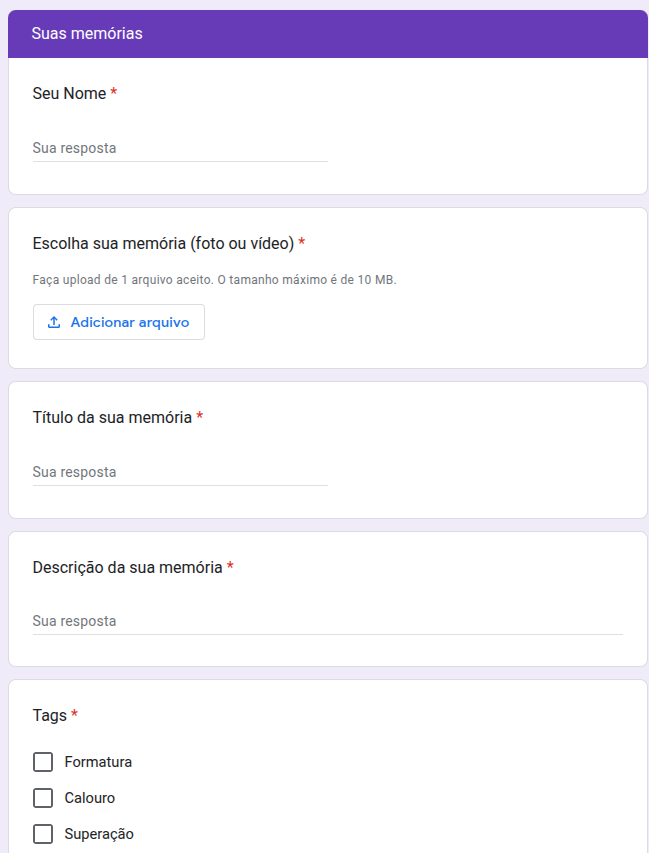 Suas memórias
Seu Nome *
Sua resposta
Escolha sua memória (foto ou vídeo) *
Faça upload de 1 arquivo aceito. O tamanho máximo é de 10 MB.
Adicionar arquivo
Título da sua memória *
Sua resposta
Descrição da sua memória *
Sua resposta
Tags *
Formatura
Calouro
Superação